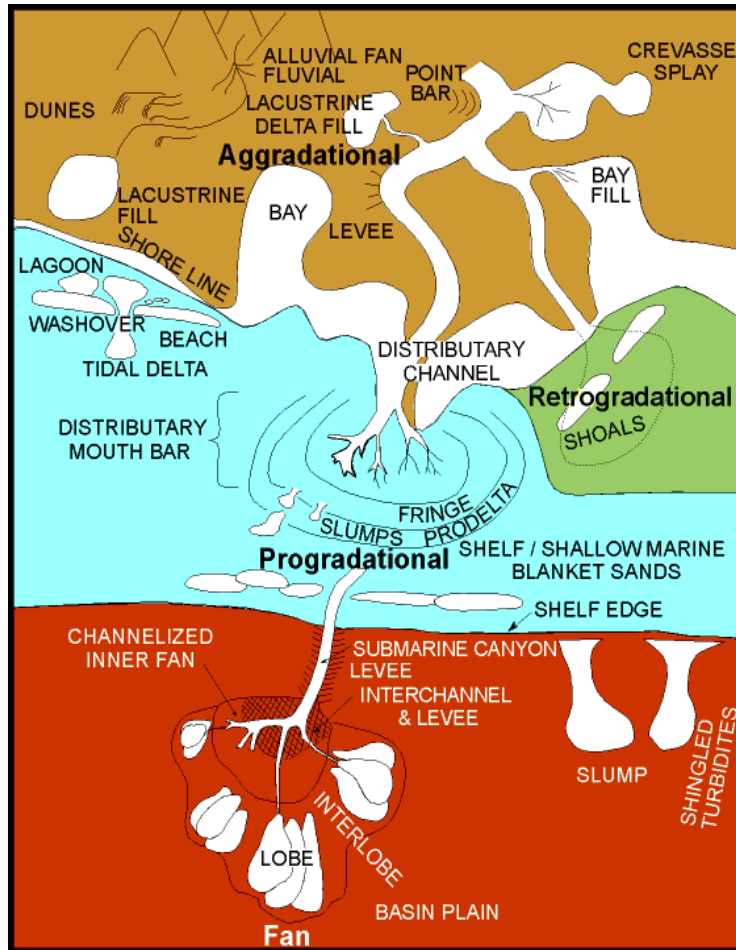 ALLUVIAL FAN
FLUVIAL
POINT
BAR
CREVASSE
SPLAY
DUNES
LACUSTRINE
DELTA FILL
Aggradational
LACUSTRINE
FILL
BAY
LEVEE
BAY
FILL
SHORE LINE
LAGOON
WASHOVER
BEACH
TIDAL DELTA
DISTRIBUTARY
CHANNEL
Retrogradational
SHOALS
DISTRIBUTARY
MOUTH BAR
FRINGE
SLUMPS PRODELTA
Progradational
SHELF / SHALLOW MARINE
BLANKET SANDS
SHELF EDGE
CHANNELIZED
INNER FAN
SUBMARINE CANYON
LEVEE
INTERCHANNEL
& LEVEE
SLUMP
SHINGLED
TURBIDITES
INTERLOBE
LOBE
BASIN PLAIN
Fan